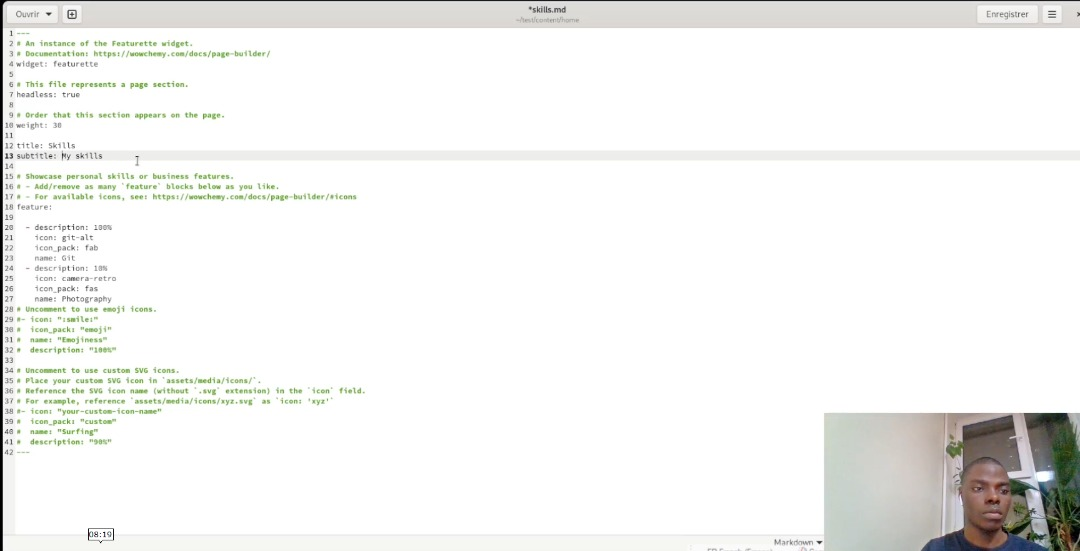 Ouvrir
*skills.md
~/test/content/home
Enregistrer
1 ---
2 # An instance of the Featurette widget.
3 # Documentation: https://wowchemy.com/docs/page-builder/
4 widget: featurette
5
6 # This file represents a page section.
7 headless: true
8
9 # Order that this section appears on the page.
10 weight: 30
11
12 title: Skills
13 subtitle: My skills
14
15 # Showcase personal skills or business features.
16 # - Add/remove as many `feature` blocks below as you like.
17 # - For available icons, see: https://wowchemy.com/docs/page-builder/#icons
18 feature:
19
20 - description: 100%
21 icon: git-alt
22 icon_pack: fab
23 name: Git
24 - description: 10%
25 icon: camera-retro
26 icon_pack: fas
27 name: Photography
28 # Uncomment to use emoji icons.
29 #- icon: ":smile:"
30 # icon_pack: "emoji"
31 # name: "Emojiness"
32 # description: "100%"
33
34 # Uncomment to use custom SVG icons.
35 # Place your custom SVG icon in `assets/media/icons/`.
36 # Reference the SVG icon name (without `.svg` extension) in the `icon` field.
37 # For example, reference `assets/media/icons/xyz.svg` as `icon: 'xyz'`
38 #- icon: "your-custom-icon-name"
39 # icon_pack: "custom"
40 # name: "Surfing"
41 # description: "90%"
42 ---
08:19
Markdown